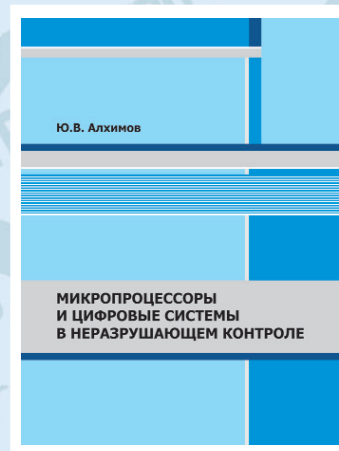 Ю.В. Алхимов
МИКРОПРОЦЕССОРЫ
И ЦИФРОВЫЕ СИСТЕМЫ
В НЕРАЗРУШАЮЩЕМ КОНТРОЛЕ